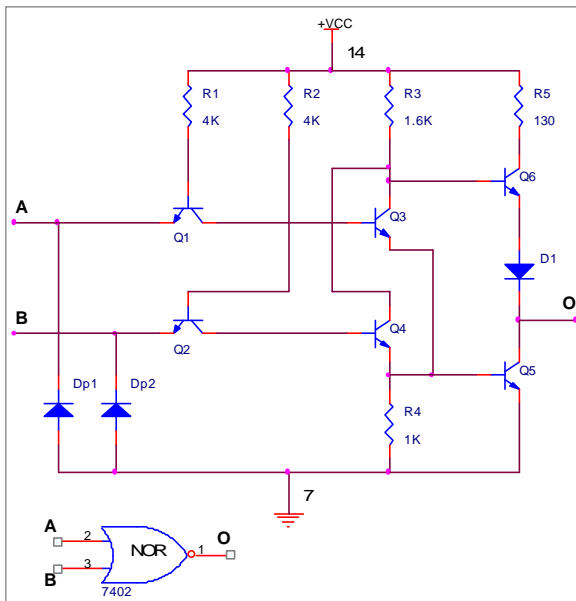 +VCC
14
R1
R2
R3
R5
4K
4K
1.6K
130
A
Q1
Q3
Q6
D1
O
B
Q2
Q4
Q5
Dp1
Dp2
R4
1K
7
A
2
NOR
1
O
B
3
7402